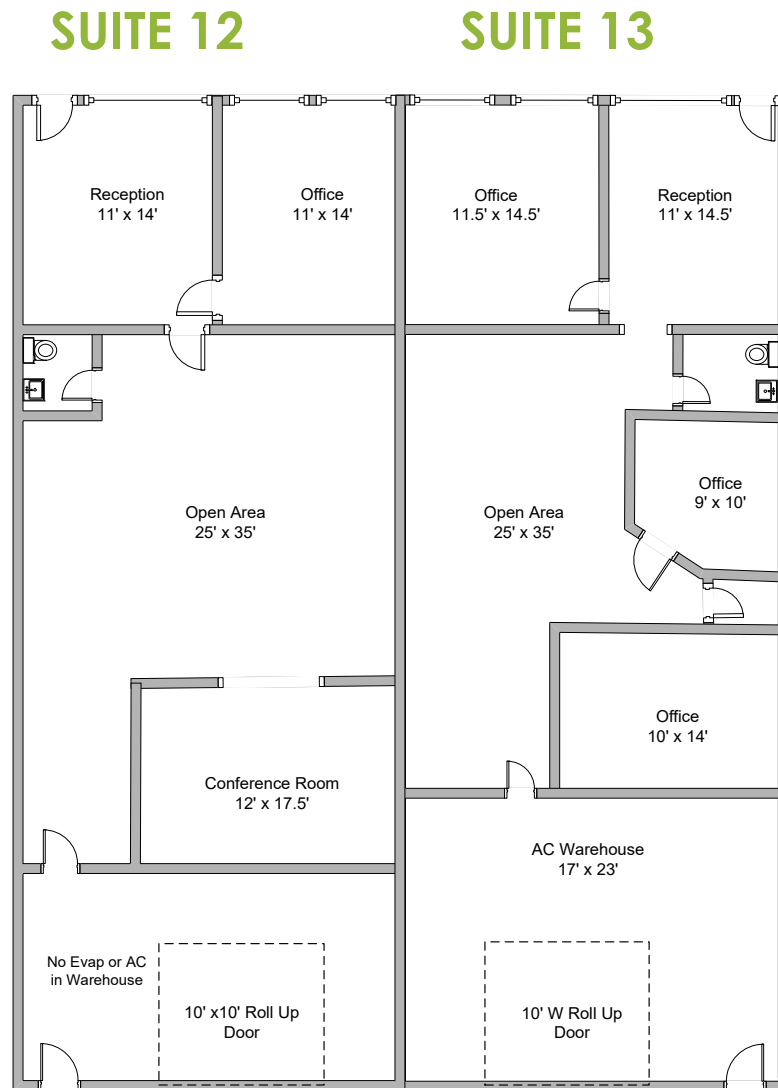 SUITE 12
SUITE 13
Reception
11' x 14'
Office
11' x 14'
Office
11.5' x 14.5'
Reception
11' x 14.5'
Open Area
25' x 35'
Open Area
25' x 35'
Office
9' x 10'
Office
10' x 14'
Conference Room
12' x 17.5'
AC Warehouse
17' x 23'
No Evap or AC
in Warehouse
10' x10' Roll Up
Door
10' W Roll Up
Door